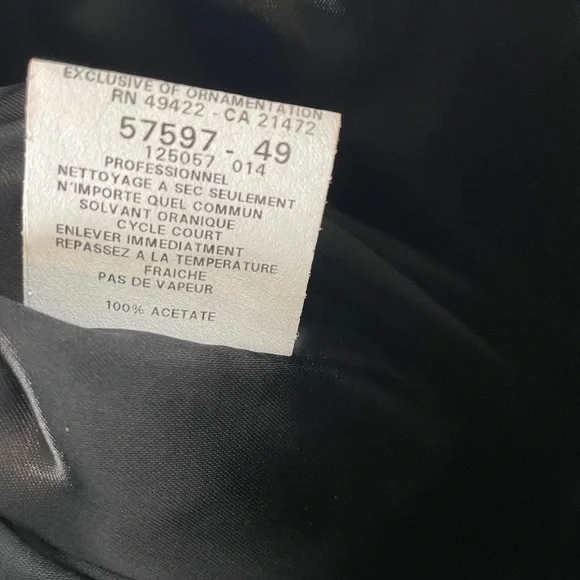 EXCLUSIVE OF ORNAMENTATION
RN 49422 - CA 21472
57597 - 49
125057 014
PROFESSIONNEL
NETTOYAGE A SEC SEULEMENT
N'IMPORTE QUEL COMMUN
SOLVANT ORANIQUE
CYCLE COURT
ENLEVER IMMEDIATMENT
REPASSEZ A LA TEMPERATURE
FRAICHE
PAS DE VAPEUR
100% ACETATE